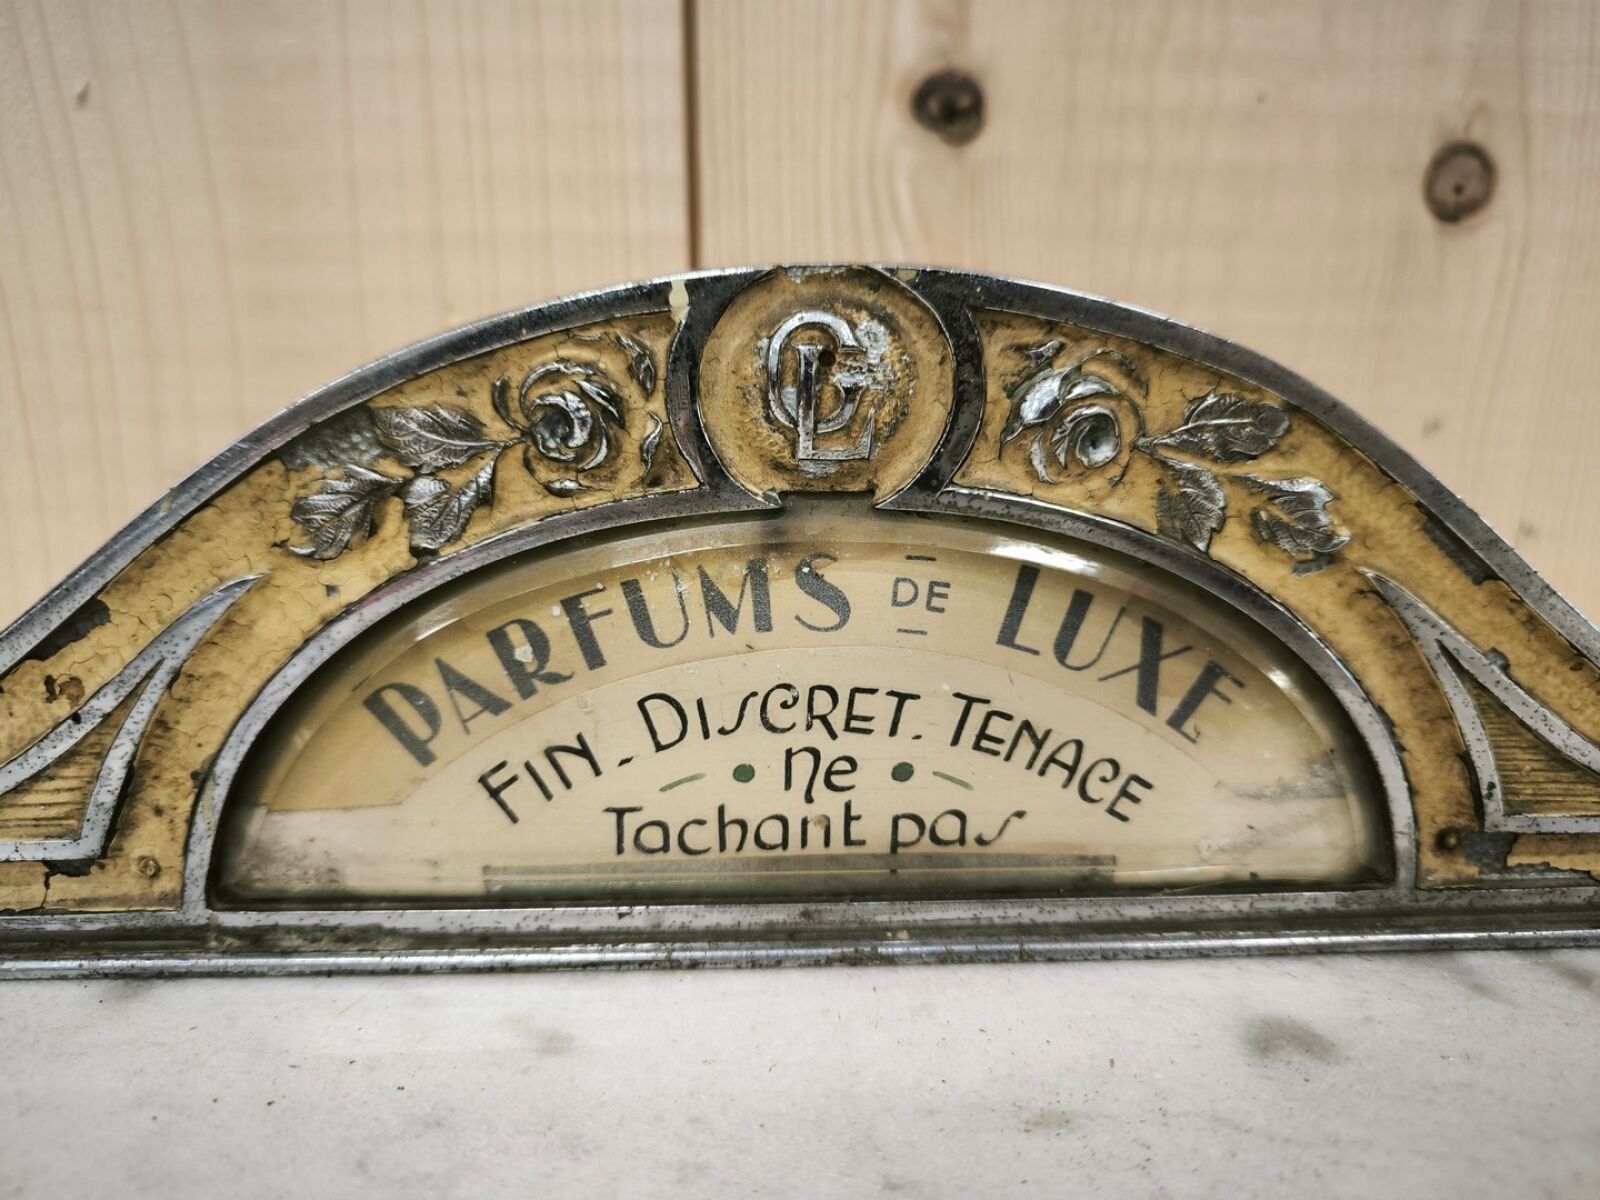 GL
PARFUMS DE LUXE
FIN. DISCRET. TENACE
ne
Tachant pas